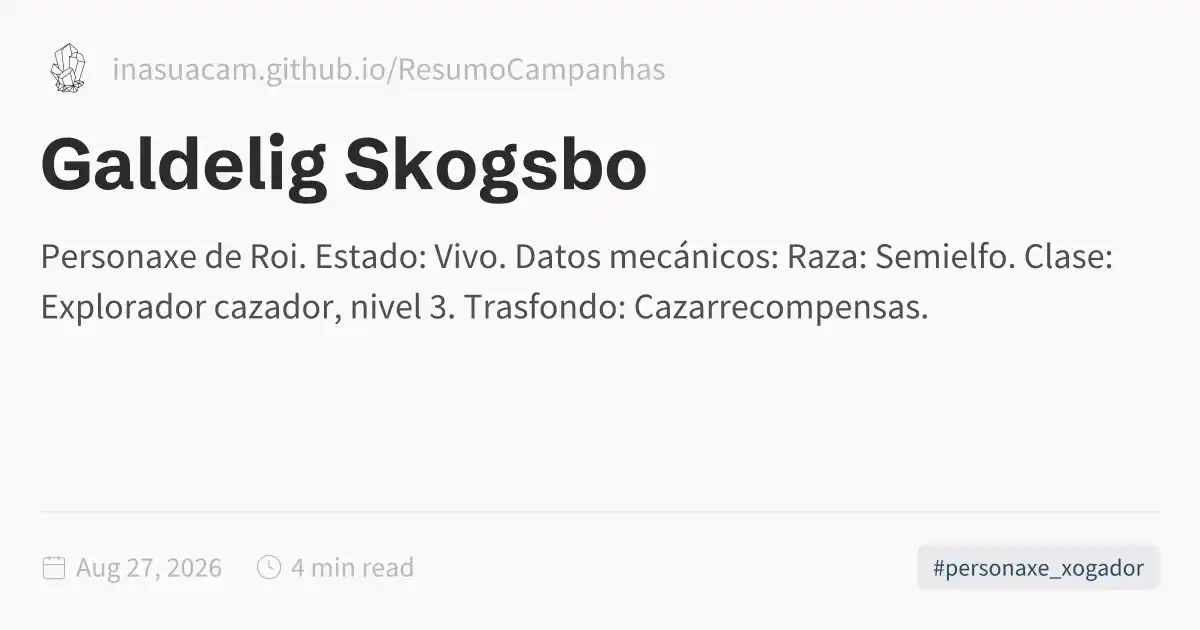 inasuacam.github.io/ResumoCampanhas
Galdelig Skogsbo
Personaxe de Roi. Estado: Vivo. Datos mecánicos: Raza: Semielfo. Clase:
Explorador cazador, nivel 3. Trasfondo: Cazarrecompensas.
Aug 27, 2026
4 min read
#personaxe_xogador